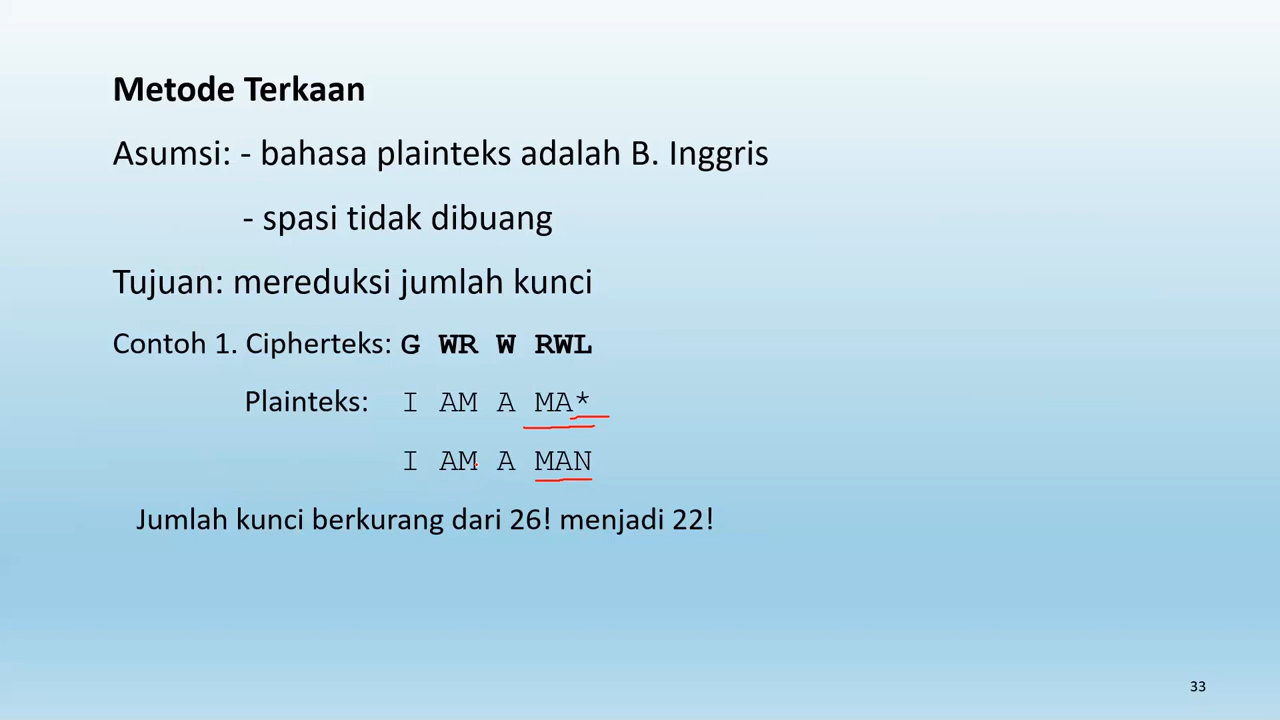 Metode Terkaan
Asumsi: - bahasa plainteks adalah B. Inggris
- spasi tidak dibuang
Tujuan: mereduksi jumlah kunci
Contoh 1. Cipherteks: G WR W RWL
Plainteks: I AM A MA*
I AM A MAN
Jumlah kunci berkurang dari 26! menjadi 22!
33